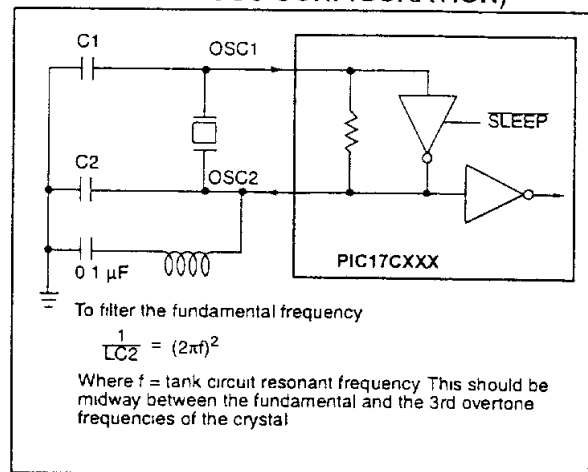 C1
OSC1
SLEEP
C2
OSC2
0 1 µF
PIC17CXXX
To filter the fundamental frequency
1
LC2 = (2πf)2
Where f = tank circuit resonant frequency This should be
midway between the fundamental and the 3rd overtone
frequencies of the crystal